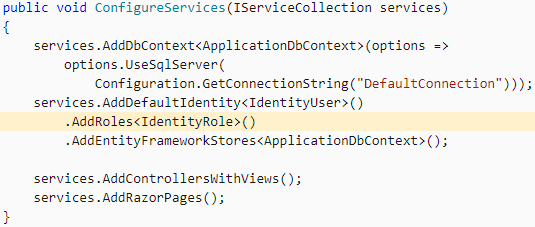 public void ConfigureServices(IServiceCollection services)
{
    services.AddDbContext<ApplicationDbContext>(options =>
        options.UseSqlServer(
            Configuration.GetConnectionString("DefaultConnection")));
    services.AddDefaultIdentity<IdentityUser>()
        .AddRoles<IdentityRole>()
        .AddEntityFrameworkStores<ApplicationDbContext>();

    services.AddControllersWithViews();
    services.AddRazorPages();
}